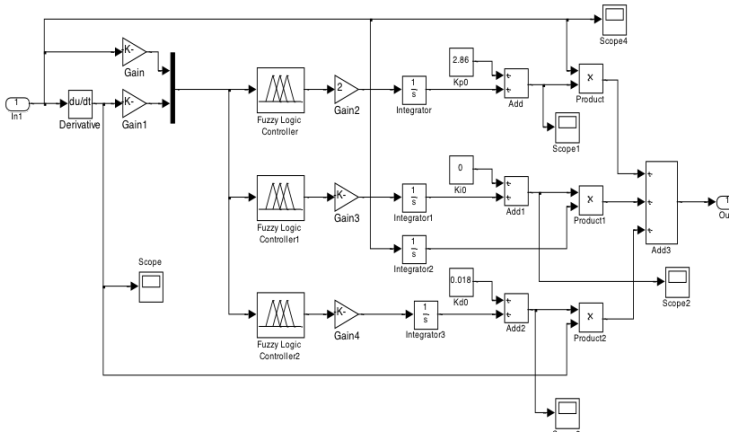 Scope4
K-
Gain
1
In1
du/dt
Derivative
K-
Gain1
Fuzzy Logic
Controller
2
Gain2
1
s
Integrator
2.86
Kp0
Add
x
Product
Scope1
Fuzzy Logic
Controller1
K-
Gain3
1
s
Integrator1
0
Ki0
Add1
x
Product1
1
s
Integrator2
Add3
1
Ou
Scope
Scope2
Fuzzy Logic
Controller2
K-
Gain4
1
s
Integrator3
0.018
Kd0
Add2
x
Product2